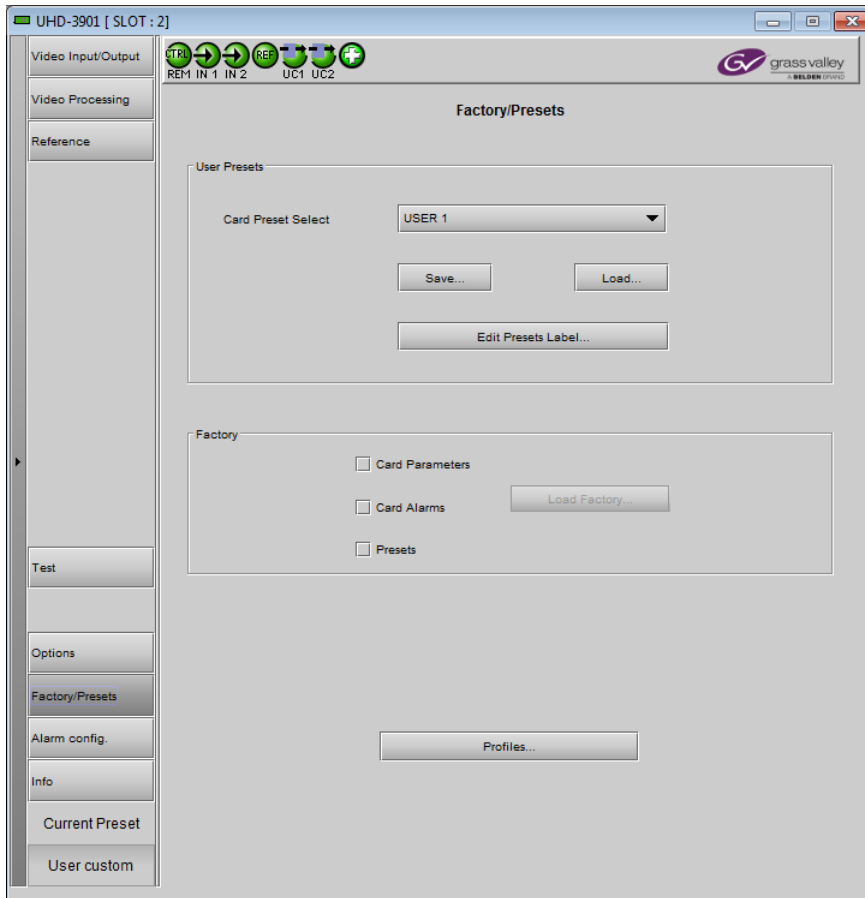 UHD-3901 [ SLOT : 2]
Video Input/Output
Video Processing
Reference
Test
Options
Factory/Presets
Alarm config.
Info
Current Preset
User custom
CTRL REF
REM IN 1 IN 2 UC1 UC2
GV grass valley
A BELDEN BRAND
Factory/Presets
User Presets
Card Preset Select USER 1
Save... Load...
Edit Presets Label...
Factory
Card Parameters
Card Alarms Load Factory...
Presets
Profiles...